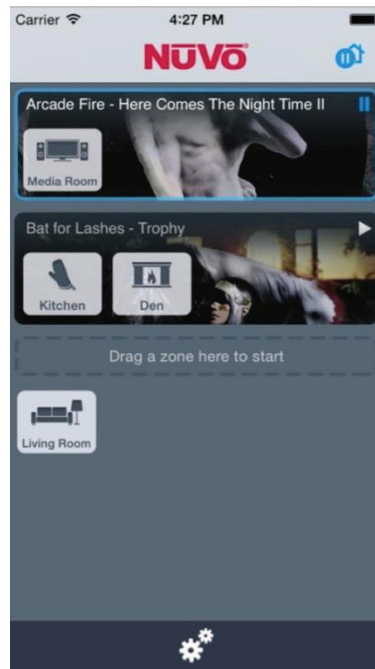 Carrier 4:27 PM
NŪVŌ
Arcade Fire - Here Comes The Night Time II
Media Room
Bat for Lashes - Trophy
Kitchen Den
Drag a zone here to start
Living Room